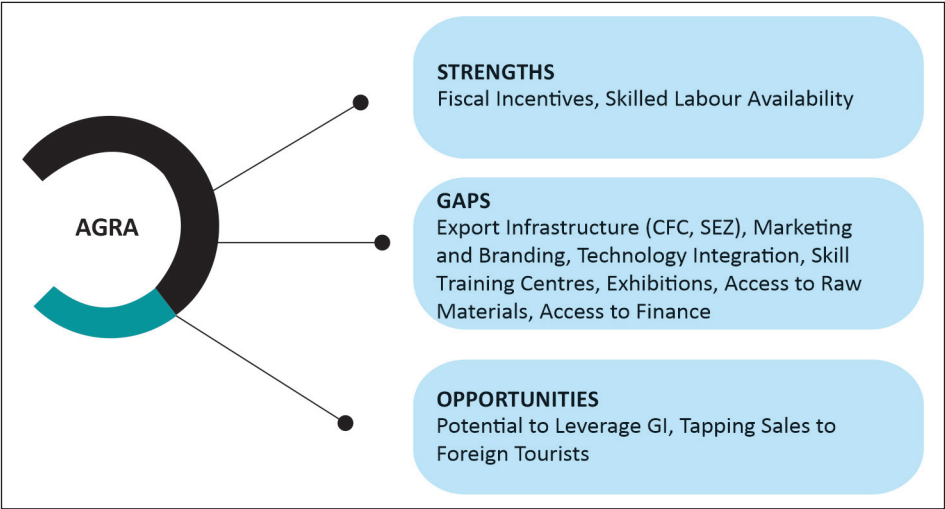 AGRA
STRENGTHS
Fiscal Incentives, Skilled Labour Availability
GAPS
Export Infrastructure (CFC, SEZ), Marketing
and Branding, Technology Integration, Skill
Training Centres, Exhibitions, Access to Raw
Materials, Access to Finance
OPPORTUNITIES
Potential to Leverage GI, Tapping Sales to
Foreign Tourists